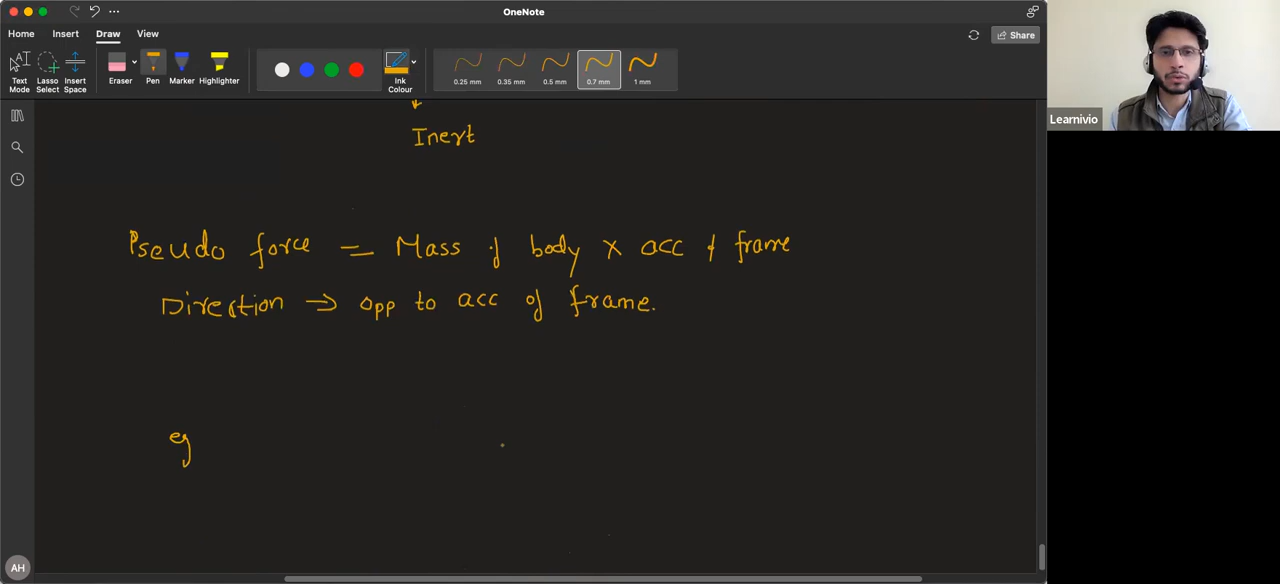 OneNote
Home Insert Draw View
Share
Text Mode
Lasso Select
Insert Space
Eraser
Pen
Marker
Highlighter
Ink Colour
0.25 mm
0.35 mm
0.5 mm
0.7 mm
1 mm
Learnivio
Inert
Pseudo force = Mass of body × acc of frame
Direction ⇒ opp to acc of frame.
eg
AH